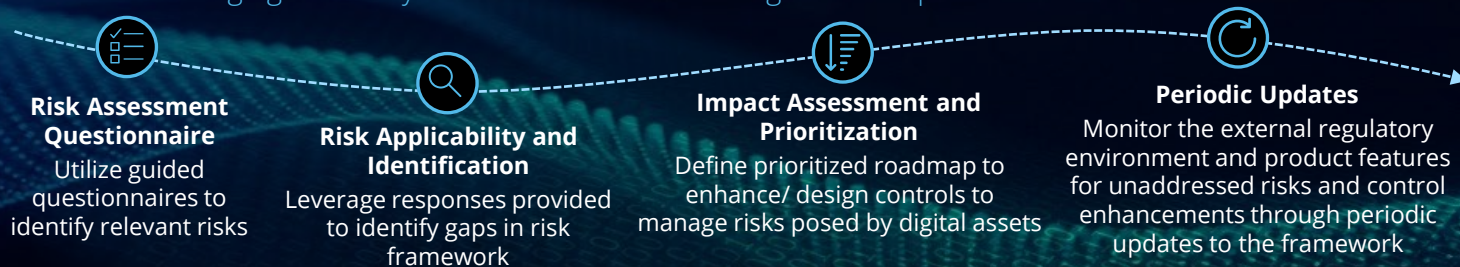 Risk Assessment
Questionnaire
Utilize guided
questionnaires to
identify relevant risks
Risk Applicability and
Identification
Leverage responses provided
to identify gaps in risk
framework
Impact Assessment and
Prioritization
Define prioritized roadmap to
enhance/ design controls to
manage risks posed by digital assets
Periodic Updates
Monitor the external regulatory
environment and product features
for unaddressed risks and control
enhancements through periodic
updates to the framework